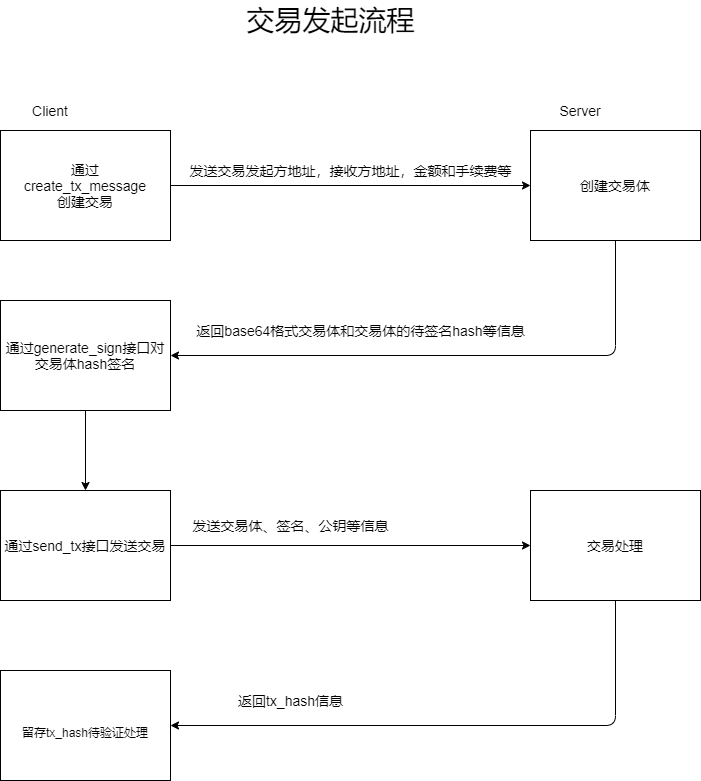 交易发起流程
Client
Server
通过
create_tx_message
创建交易
发送交易发起方地址，接收方地址，金额和手续费等
创建交易体
返回base64格式交易体和交易体的待签名hash等信息
通过generate_sign接口对
交易体hash签名
通过send_tx接口发送交易
发送交易体、签名、公钥等信息
交易处理
返回tx_hash信息
留存tx_hash待验证处理